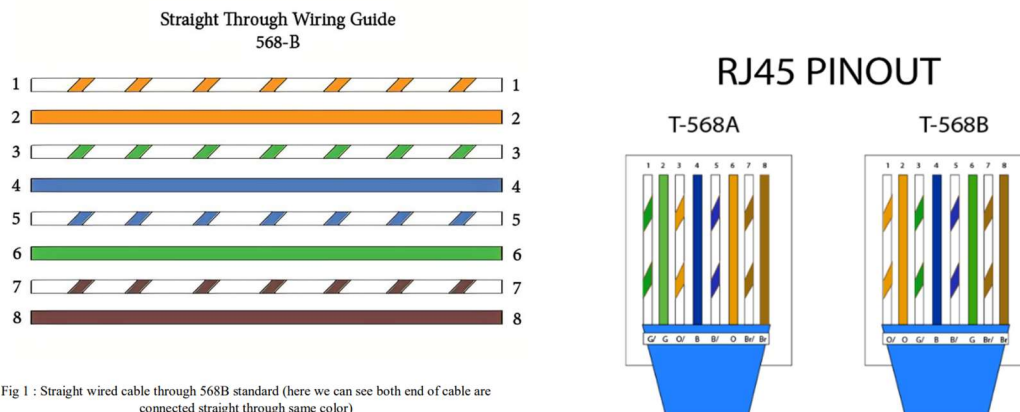 Straight Through Wiring Guide
568-B
1 1
2 2
3 3
4 4
5 5
6 6
7 7
8 8
Fig 1 : Straight wired cable through 568B standard (here we can see both end of cable are
connected straight through same color)
RJ45 PINOUT
T-568A
1 2 3 4 5 6 7 8
G/ G O/ B B/ O Br/ Br
T-568B
1 2 3 4 5 6 7 8
O/ O G/ B B/ G Br/ Br